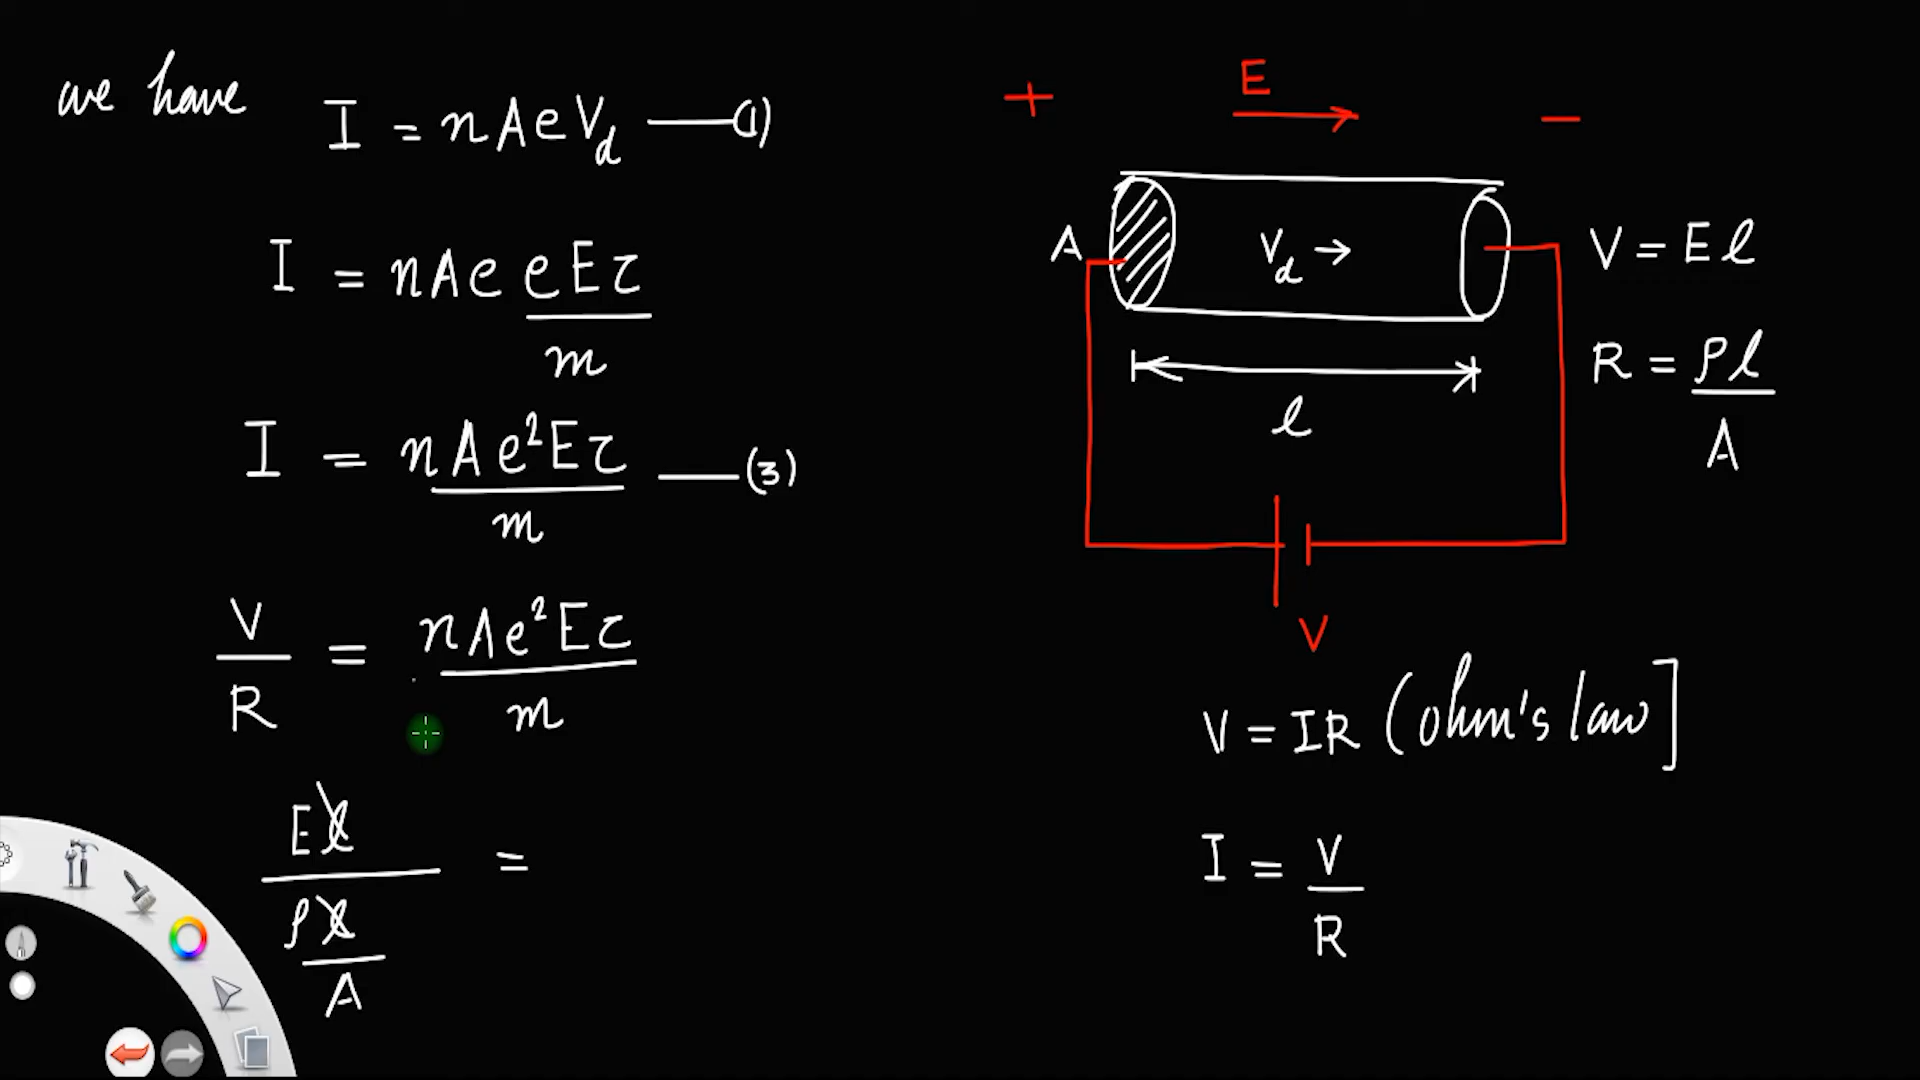 we have I = nAeV_d —(1)
I = nAe eEτ/m
I = nAe²Eτ/m —(3)
V/R = nAe²Eτ/m
El/(ρl/A) =
+ E → −
A V_d →
l
V
V = El
R = ρl/A
V = IR (ohm's law]
I = V/R